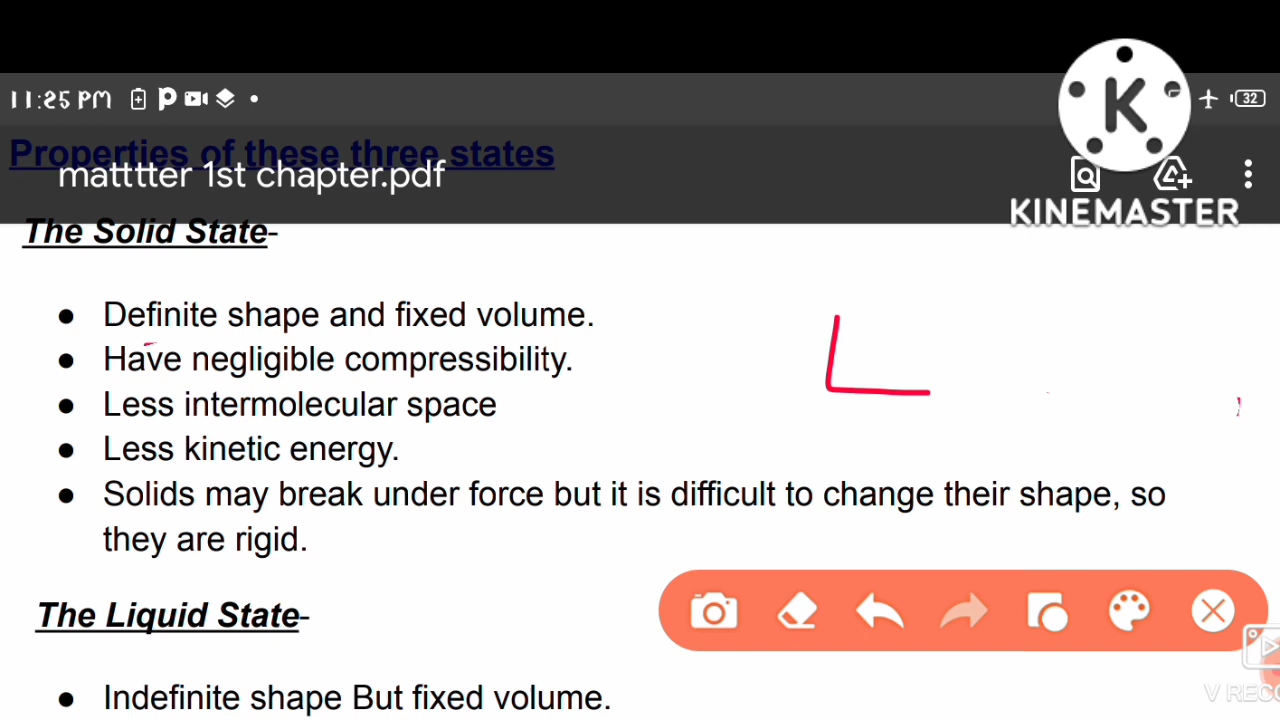 11:25 PM
32
Properties of these three states
matttter 1st chapter.pdf
K
KINEMASTER
The Solid State-
● Definite shape and fixed volume.
● Have negligible compressibility.
● Less intermolecular space
● Less kinetic energy.
● Solids may break under force but it is difficult to change their shape, so
they are rigid.
The Liquid State-
● Indefinite shape But fixed volume.
V RECO